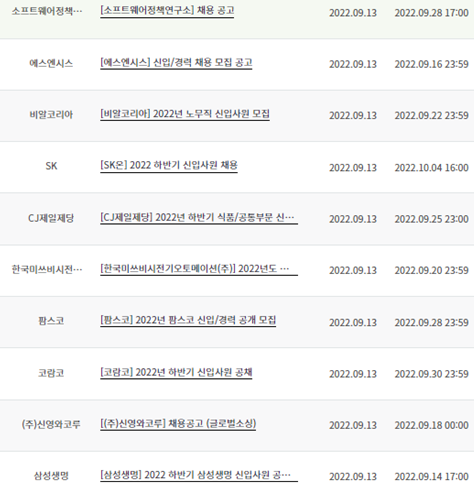 소프트웨어정책··· [소프트웨어정책연구소] 채용 공고 2022.09.13 2022.09.28 17:00
에스엔시스 [에스엔시스] 신입/경력 채용 모집 공고 2022.09.13 2022.09.16 23:59
비알코리아 [비알코리아] 2022년 노무직 신입사원 모집 2022.09.13 2022.09.22 23:59
SK [SK온] 2022 하반기 신입사원 채용 2022.09.13 2022.10.04 16:00
CJ제일제당 [CJ제일제당] 2022년 하반기 식품/공통부문 신··· 2022.09.13 2022.09.25 23:00
한국미쓰비시전··· [한국미쓰비시전기오토메이션(주)] 2022년도 ··· 2022.09.13 2022.09.20 23:59
팜스코 [팜스코] 2022년 팜스코 신입/경력 공개 모집 2022.09.13 2022.09.28 23:59
코람코 [코람코] 2022년 하반기 신입사원 공채 2022.09.13 2022.09.30 23:59
(주)신영와코루 [(주)신영와코루] 채용공고 (글로벌소싱) 2022.09.13 2022.09.18 00:00
삼성생명 [삼성생명] 2022 하반기 삼성생명 신입사원 공··· 2022.09.13 2022.09.14 17:00